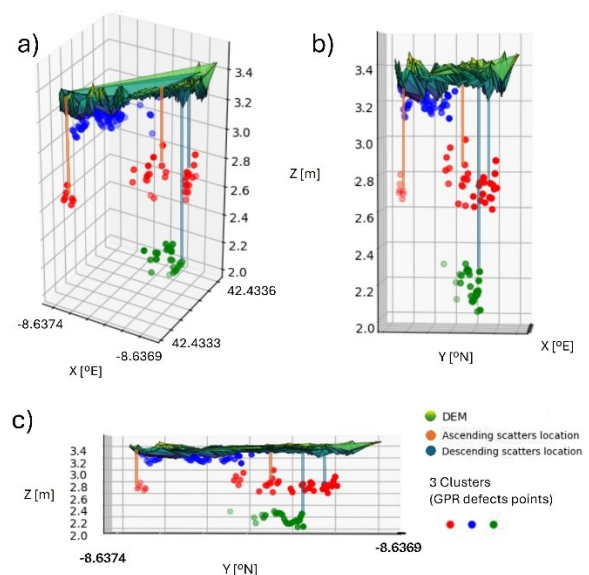 a)
3.4
3.2
3.0
2.8
2.6
2.4
2.2
2.0
42.4336
42.4333
-8.6374
-8.6369
X [ºE]
b)
3.4
3.2
3.0
2.8
2.6
2.4
2.2
2.0
Z [m]
Y [ºN]
X [ºE]
c)
3.4
3.2
3.0
2.8
2.6
2.4
2.2
2.0
Z [m]
-8.6374
-8.6369
Y [ºN]
DEM
Ascending scatters location
Descending scatters location
3 Clusters
(GPR defects points)